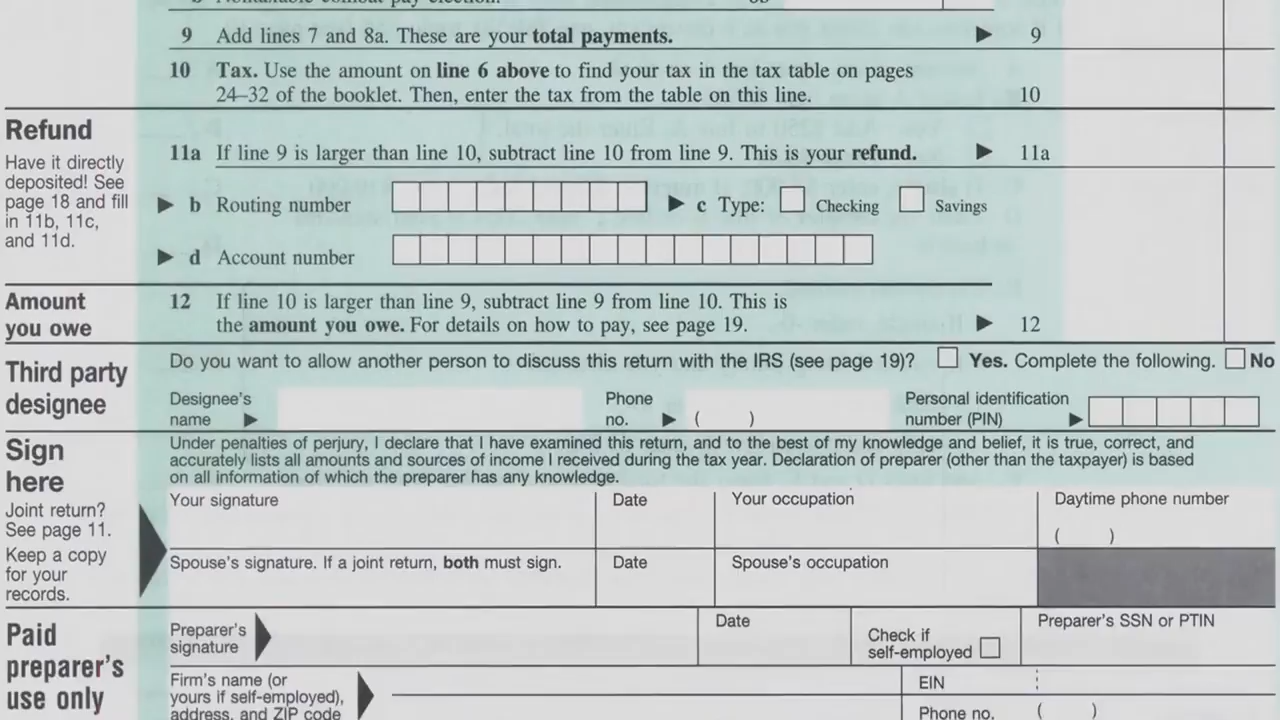 9 Add lines 7 and 8a. These are your total payments. ▶ 9
10 Tax. Use the amount on line 6 above to find your tax in the tax table on pages
24–32 of the booklet. Then, enter the tax from the table on this line. 10
Refund
Have it directly
deposited! See
page 18 and fill
in 11b, 11c,
and 11d.
11a If line 9 is larger than line 10, subtract line 10 from line 9. This is your refund. ▶ 11a
▶ b Routing number ▶ c Type: Checking Savings
▶ d Account number
Amount
you owe
12 If line 10 is larger than line 9, subtract line 9 from line 10. This is
the amount you owe. For details on how to pay, see page 19. ▶ 12
Third party
designee
Do you want to allow another person to discuss this return with the IRS (see page 19)? Yes. Complete the following. No
Designee's
name ▶
Phone
no. ▶ ( )
Personal identification
number (PIN) ▶
Sign
here
Joint return?
See page 11.
Keep a copy
for your
records.
Under penalties of perjury, I declare that I have examined this return, and to the best of my knowledge and belief, it is true, correct, and
accurately lists all amounts and sources of income I received during the tax year. Declaration of preparer (other than the taxpayer) is based
on all information of which the preparer has any knowledge.
Your signature Date Your occupation Daytime phone number
( )
Spouse's signature. If a joint return, both must sign. Date Spouse's occupation
Paid
preparer's
use only
Preparer's
signature
Date
Check if
self-employed
Preparer's SSN or PTIN
Firm's name (or
yours if self-employed),
address, and ZIP code
EIN
Phone no. ( )